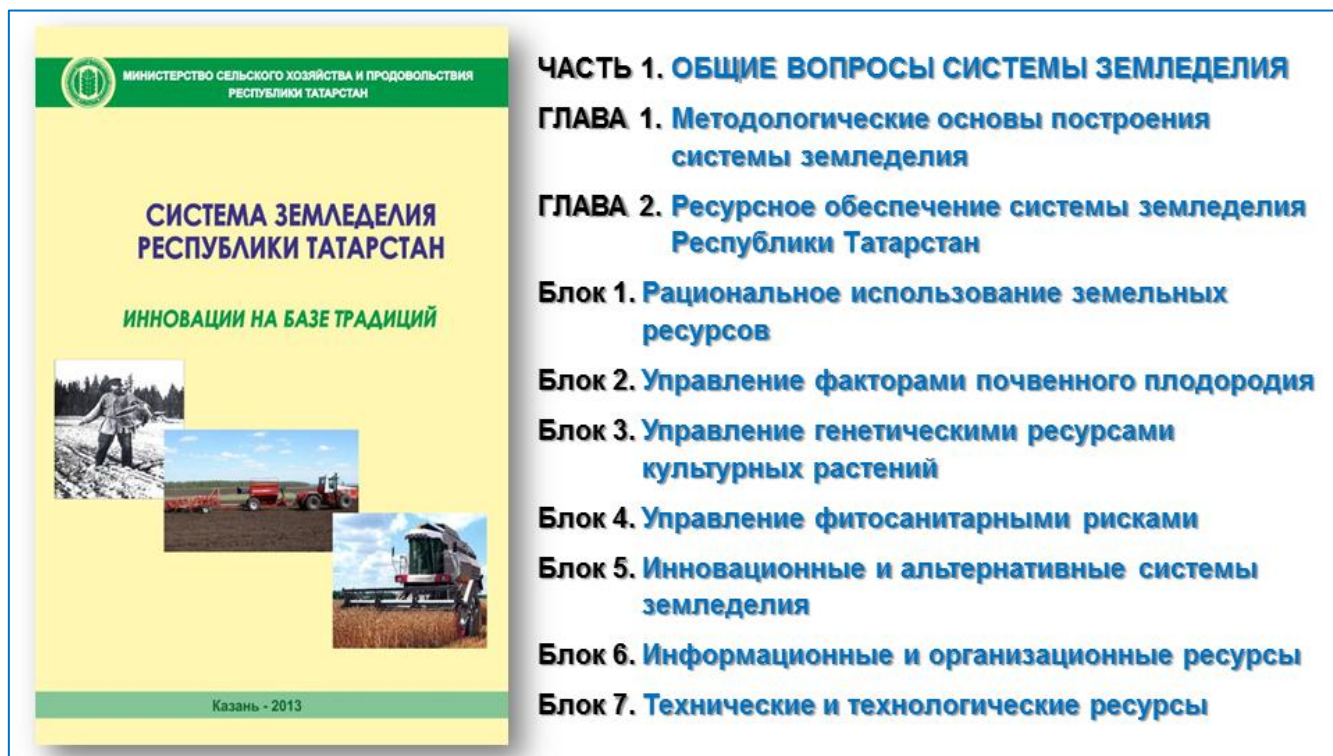 МИНИСТЕРСТВО СЕЛЬСКОГО ХОЗЯЙСТВА И ПРОДОВОЛЬСТВИЯ
РЕСПУБЛИКИ ТАТАРСТАН
СИСТЕМА ЗЕМЛЕДЕЛИЯ
РЕСПУБЛИКИ ТАТАРСТАН
ИННОВАЦИИ НА БАЗЕ ТРАДИЦИЙ
Казань - 2013
ЧАСТЬ 1. ОБЩИЕ ВОПРОСЫ СИСТЕМЫ ЗЕМЛЕДЕЛИЯ
ГЛАВА 1. Методологические основы построения
системы земледелия
ГЛАВА 2. Ресурсное обеспечение системы земледелия
Республики Татарстан
Блок 1. Рациональное использование земельных
ресурсов
Блок 2. Управление факторами почвенного плодородия
Блок 3. Управление генетическими ресурсами
культурных растений
Блок 4. Управление фитосанитарными рисками
Блок 5. Инновационные и альтернативные системы
земледелия
Блок 6. Информационные и организационные ресурсы
Блок 7. Технические и технологические ресурсы